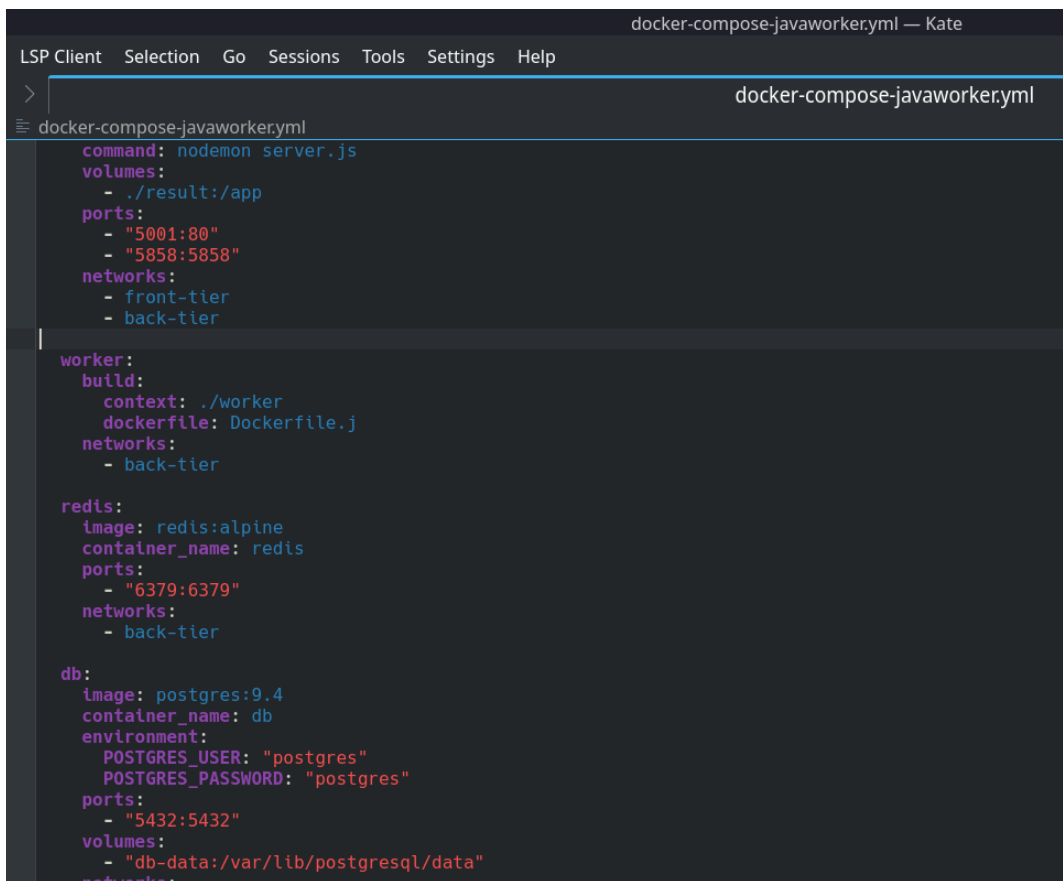 docker-compose-javaworker.yml — Kate
LSP Client Selection Go Sessions Tools Settings Help
docker-compose-javaworker.yml
docker-compose-javaworker.yml
command: nodemon server.js
volumes:
- ./result:/app
ports:
- "5001:80"
- "5858:5858"
networks:
- front-tier
- back-tier
worker:
build:
context: ./worker
dockerfile: Dockerfile.j
networks:
- back-tier
redis:
image: redis:alpine
container_name: redis
ports:
- "6379:6379"
networks:
- back-tier
db:
image: postgres:9.4
container_name: db
environment:
POSTGRES_USER: "postgres"
POSTGRES_PASSWORD: "postgres"
ports:
- "5432:5432"
volumes:
- "db-data:/var/lib/postgresql/data"
networks: